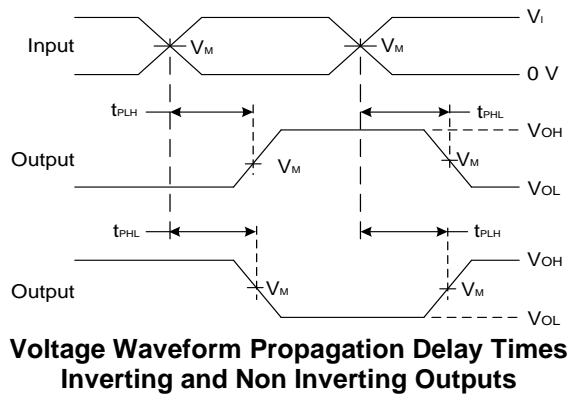 VI
Input VM VM
0 V
tPLH tPHL
VOH
Output VM VM
VOL
tPHL tPLH
VOH
Output VM VM
VOL
Voltage Waveform Propagation Delay Times
Inverting and Non Inverting Outputs